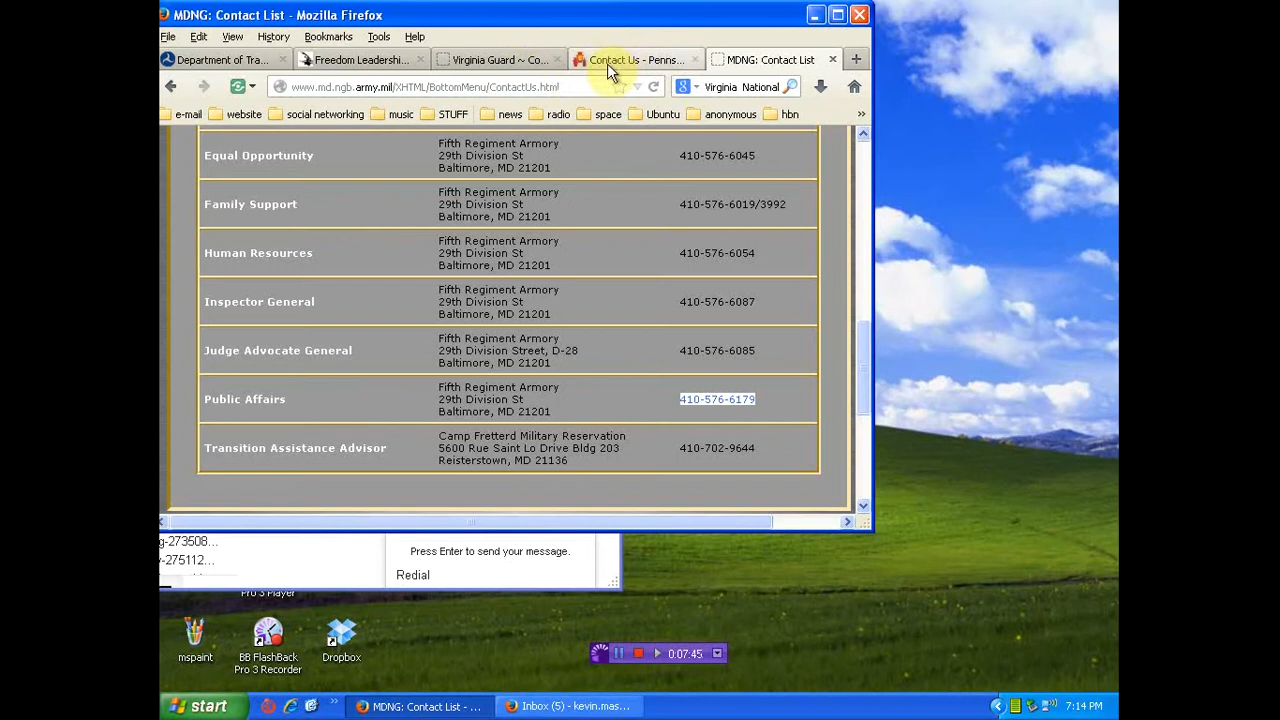 MDNG: Contact List - Mozilla Firefox
File Edit View History Bookmarks Tools Help
Department of Tra... Freedom Leadershi... Virginia Guard ~ Co... Contact Us - Penns... MDNG: Contact List
www.md.ngb.army.mil/XHTML/BottomMenu/ContactUs.html Virginia National
e-mail website social networking music STUFF news radio space Ubuntu anonymous hbn »
Equal Opportunity
Fifth Regiment Armory
29th Division St
Baltimore, MD 21201
410-576-6045
Family Support
Fifth Regiment Armory
29th Division St
Baltimore, MD 21201
410-576-6019/3992
Human Resources
Fifth Regiment Armory
29th Division St
Baltimore, MD 21201
410-576-6054
Inspector General
Fifth Regiment Armory
29th Division St
Baltimore, MD 21201
410-576-6087
Judge Advocate General
Fifth Regiment Armory
29th Division Street, D-28
Baltimore, MD 21201
410-576-6085
Public Affairs
Fifth Regiment Armory
29th Division St
Baltimore, MD 21201
410-576-6179
Transition Assistance Advisor
Camp Fretterd Military Reservation
5600 Rue Saint Lo Drive Bldg 203
Reisterstown, MD 21136
410-702-9644
g-273508...
-275112...
Press Enter to send your message.
Redial
Pro 3 Player
mspaint
BB FlashBack
Pro 3 Recorder
Dropbox
0:07:45
start
MDNG: Contact List - ...
Inbox (5) - kevin.mas...
7:14 PM